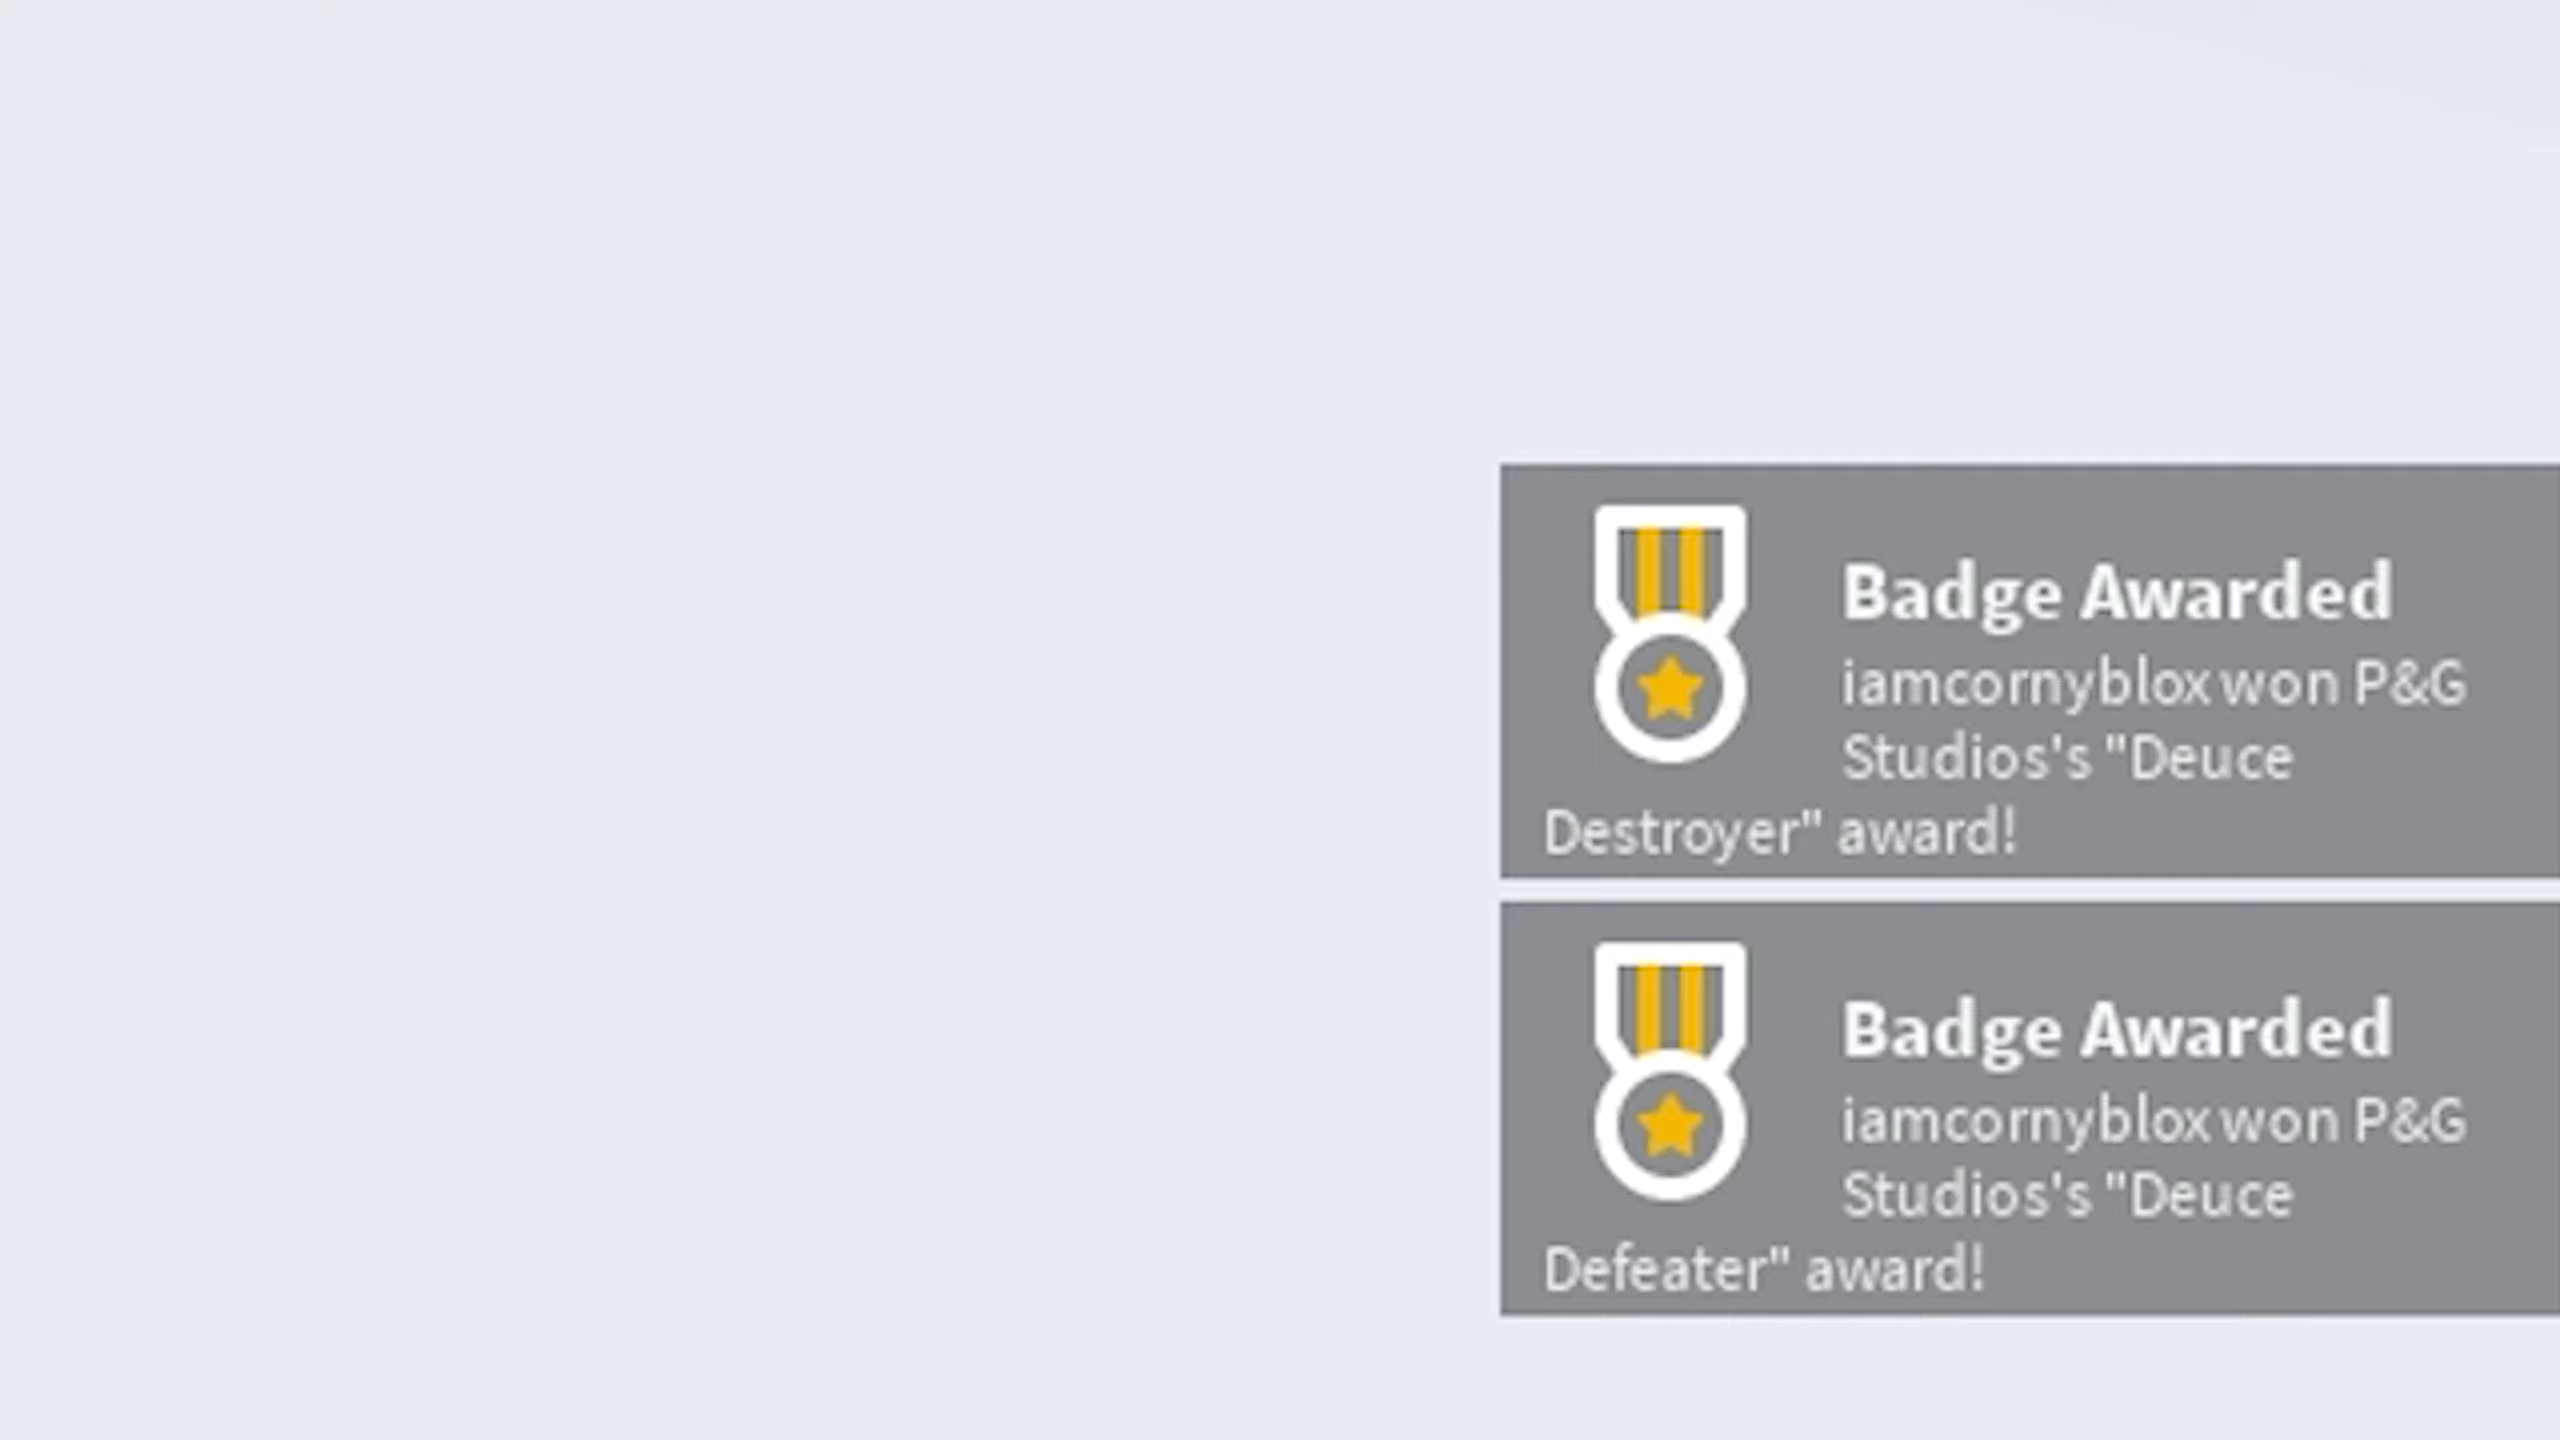 Badge Awarded
iamcornyblox won P&G
Studios's "Deuce
Destroyer" award!
Badge Awarded
iamcornyblox won P&G
Studios's "Deuce
Defeater" award!